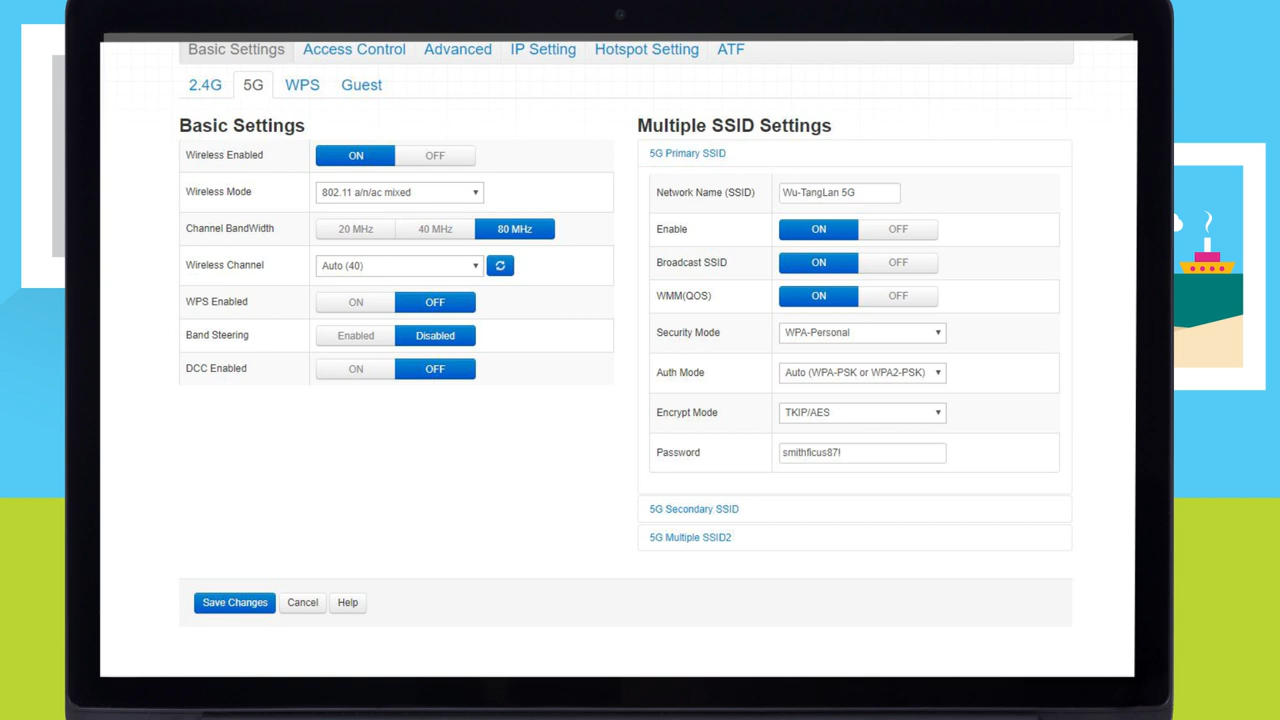 Basic Settings Access Control Advanced IP Setting Hotspot Setting ATF
2.4G 5G WPS Guest
Basic Settings
Wireless Enabled ON OFF
Wireless Mode 802.11 a/n/ac mixed
Channel BandWidth 20 MHz 40 MHz 80 MHz
Wireless Channel Auto (40)
WPS Enabled ON OFF
Band Steering Enabled Disabled
DCC Enabled ON OFF
Multiple SSID Settings
5G Primary SSID
Network Name (SSID) Wu-TangLan 5G
Enable ON OFF
Broadcast SSID ON OFF
WMM(QOS) ON OFF
Security Mode WPA-Personal
Auth Mode Auto (WPA-PSK or WPA2-PSK)
Encrypt Mode TKIP/AES
Password smithficus87!
5G Secondary SSID
5G Multiple SSID2
Save Changes Cancel Help